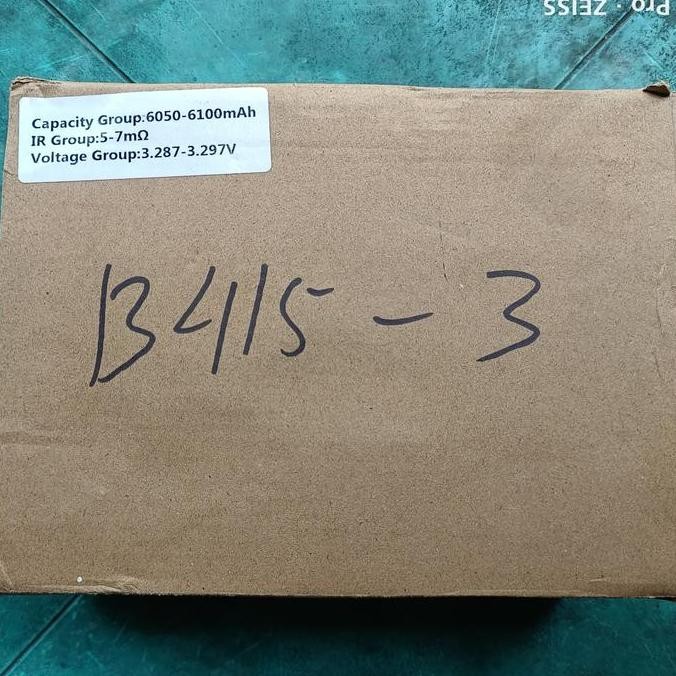 Pro · ZEISS
Capacity Group:6050-6100mAh
IR Group:5-7mΩ
Voltage Group:3.287-3.297V
B415-3